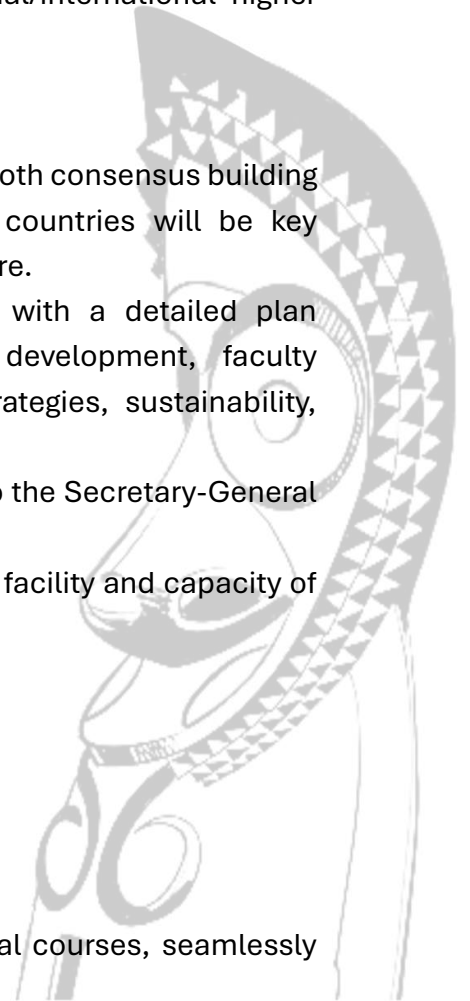 al/international higher
oth consensus building
countries will be key
re.
with a detailed plan
development, faculty
rategies, sustainability,
o the Secretary-General
facility and capacity of
al courses, seamlessly